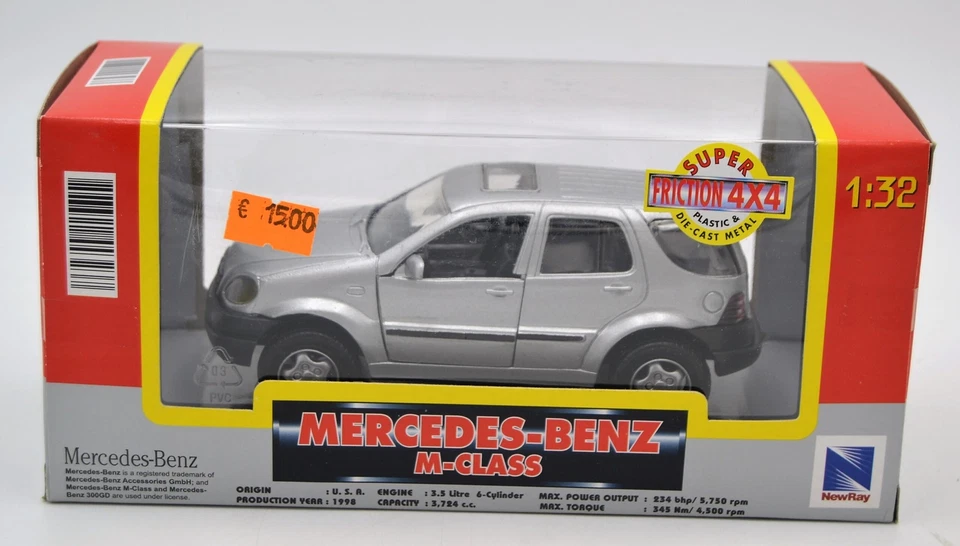 SUPER
FRICTION 4X4
PLASTIC &
DIE-CAST METAL
1:32
€ 1500
03
PVC
MERCEDES-BENZ
M-CLASS
Mercedes-Benz
Mercedes-Benz is a registered trademark of
Mercedes-Benz Accessories GmbH; and
Mercedes-Benz M-Class and Mercedes-
Benz 300GD are used under license.
ORIGIN : U. S. A.
PRODUCTION YEAR : 1998
ENGINE : 3.5 Litre 6-Cylinder
CAPACITY : 3,724 c.c.
MAX. POWER OUTPUT : 234 bhp/ 5,750 rpm
MAX. TORQUE : 345 Nm/ 4,500 rpm
NewRay